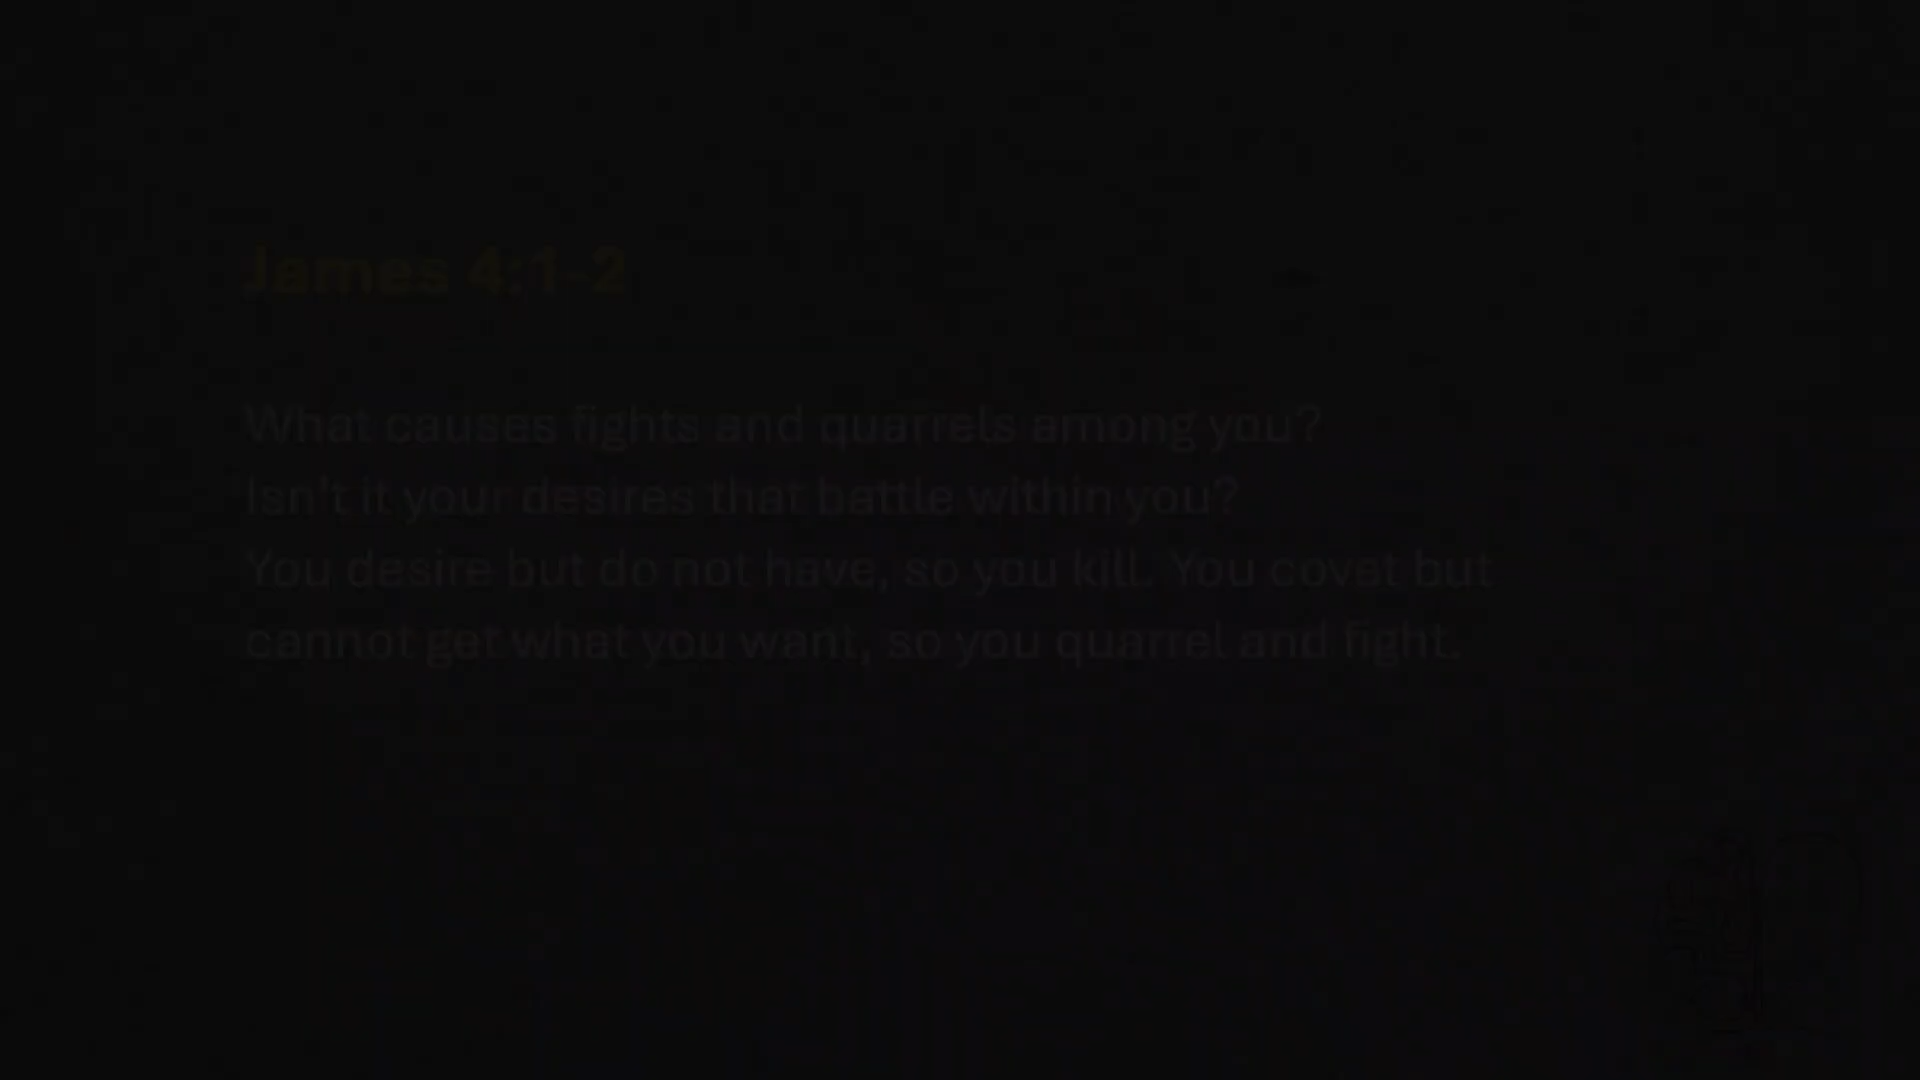 James 4:1-2
What causes fights and quarrels among you?
Isn't it your desires that battle within you?
You desire but do not have, so you kill. You covet but
cannot get what you want, so you quarrel and fight.